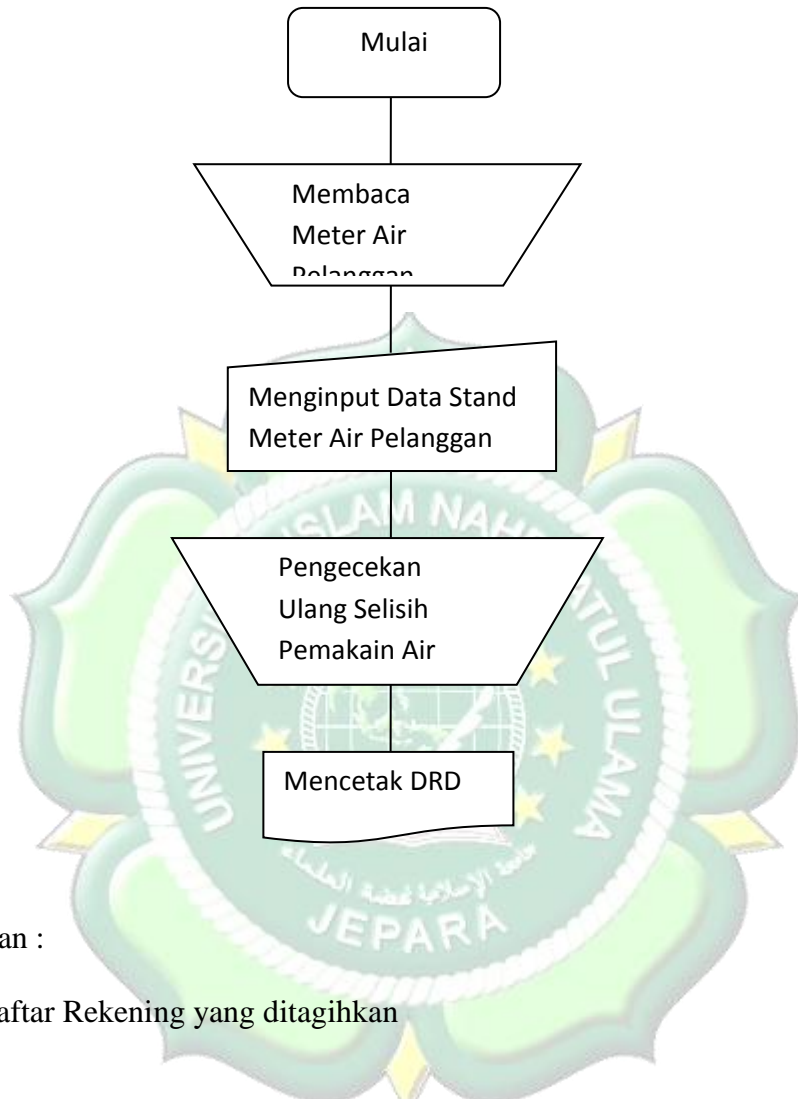 Mulai
Membaca
Meter Air
Pelanggan
Menginput Data Stand
Meter Air Pelanggan
Pengecekan
Ulang Selisih
Pemakain Air
Mencetak DRD
an :
aftar Rekening yang ditagihkan
JEPARA